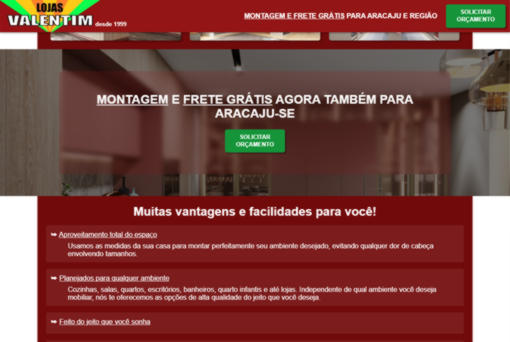 LOJAS
VALENTIM desde 1999
MONTAGEM E FRETE GRÁTIS PARA ARACAJU E REGIÃO
SOLICITAR
ORÇAMENTO
MONTAGEM E FRETE GRÁTIS AGORA TAMBÉM PARA
ARACAJU-SE
SOLICITAR
ORÇAMENTO
Muitas vantagens e facilidades para você!
➥ Aproveitamento total do espaço
Usamos as medidas da sua casa para montar perfeitamente seu ambiente desejado, evitando qualquer dor de cabeça
envolvendo tamanhos.
➥ Planejados para qualquer ambiente
Cozinhas, salas, quartos, escritórios, banheiros, quarto infantis e até lojas. Independente de qual ambiente você deseja
mobiliar, nós te oferecemos as opções de alta qualidade do jeito que você deseja.
➥ Feito do jeito que você sonha